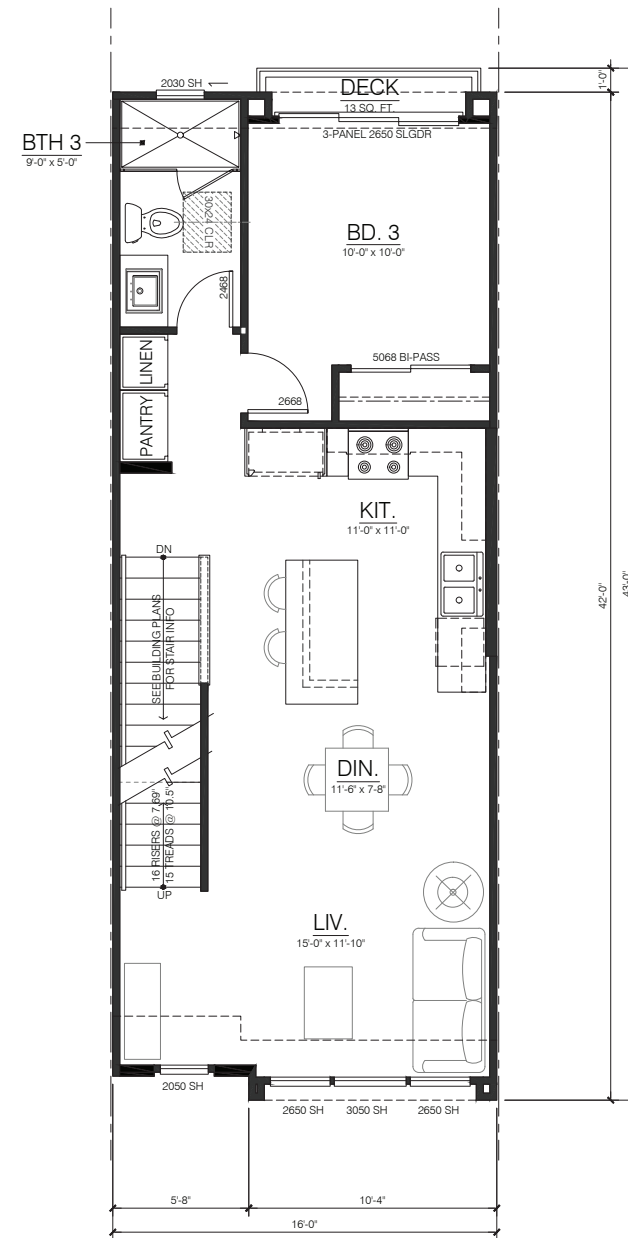 2030 SH
DECK
13 SQ. FT.
1'-0"
3-PANEL 2650 SLGDR
BTH 3
9'-0" x 5'-0"
30x24 CLR
BD. 3
10'-0" x 10'-0"
2468
LINEN
5068 BI-PASS
PANTRY
2668
KIT.
11'-0" x 11'-0"
DN
SEE BUILDING PLANS
FOR STAIR INFO
42'-0"
43'-0"
DIN.
11'-6" x 7'-8"
16 RISERS @ 7.69"
15 TREADS @ 10.5"
UP
LIV.
15'-0" x 11'-10"
2050 SH
2650 SH
3050 SH
2650 SH
5'-8"
10'-4"
16'-0"